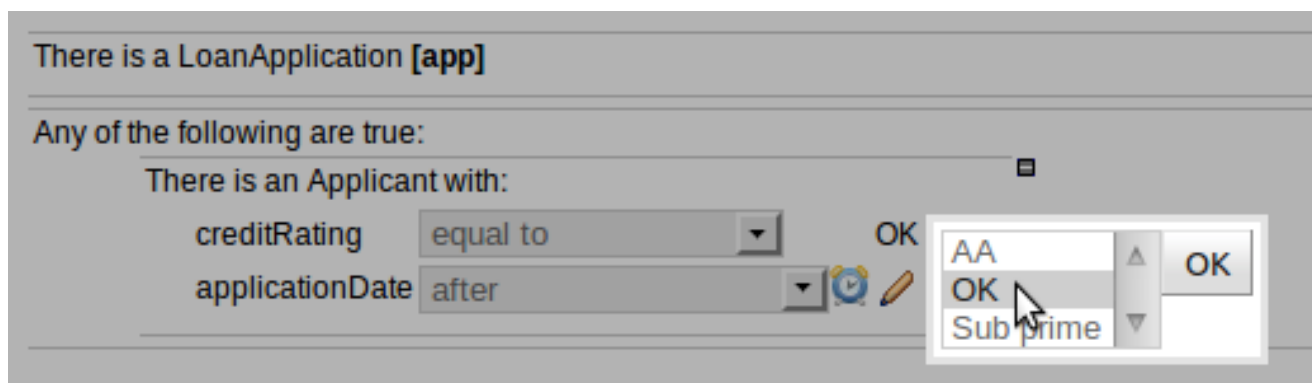 There is a LoanApplication [app]
Any of the following are true:
There is an Applicant with:
creditRating equal to OK
applicationDate after
AA
OK
Sub prime
OK